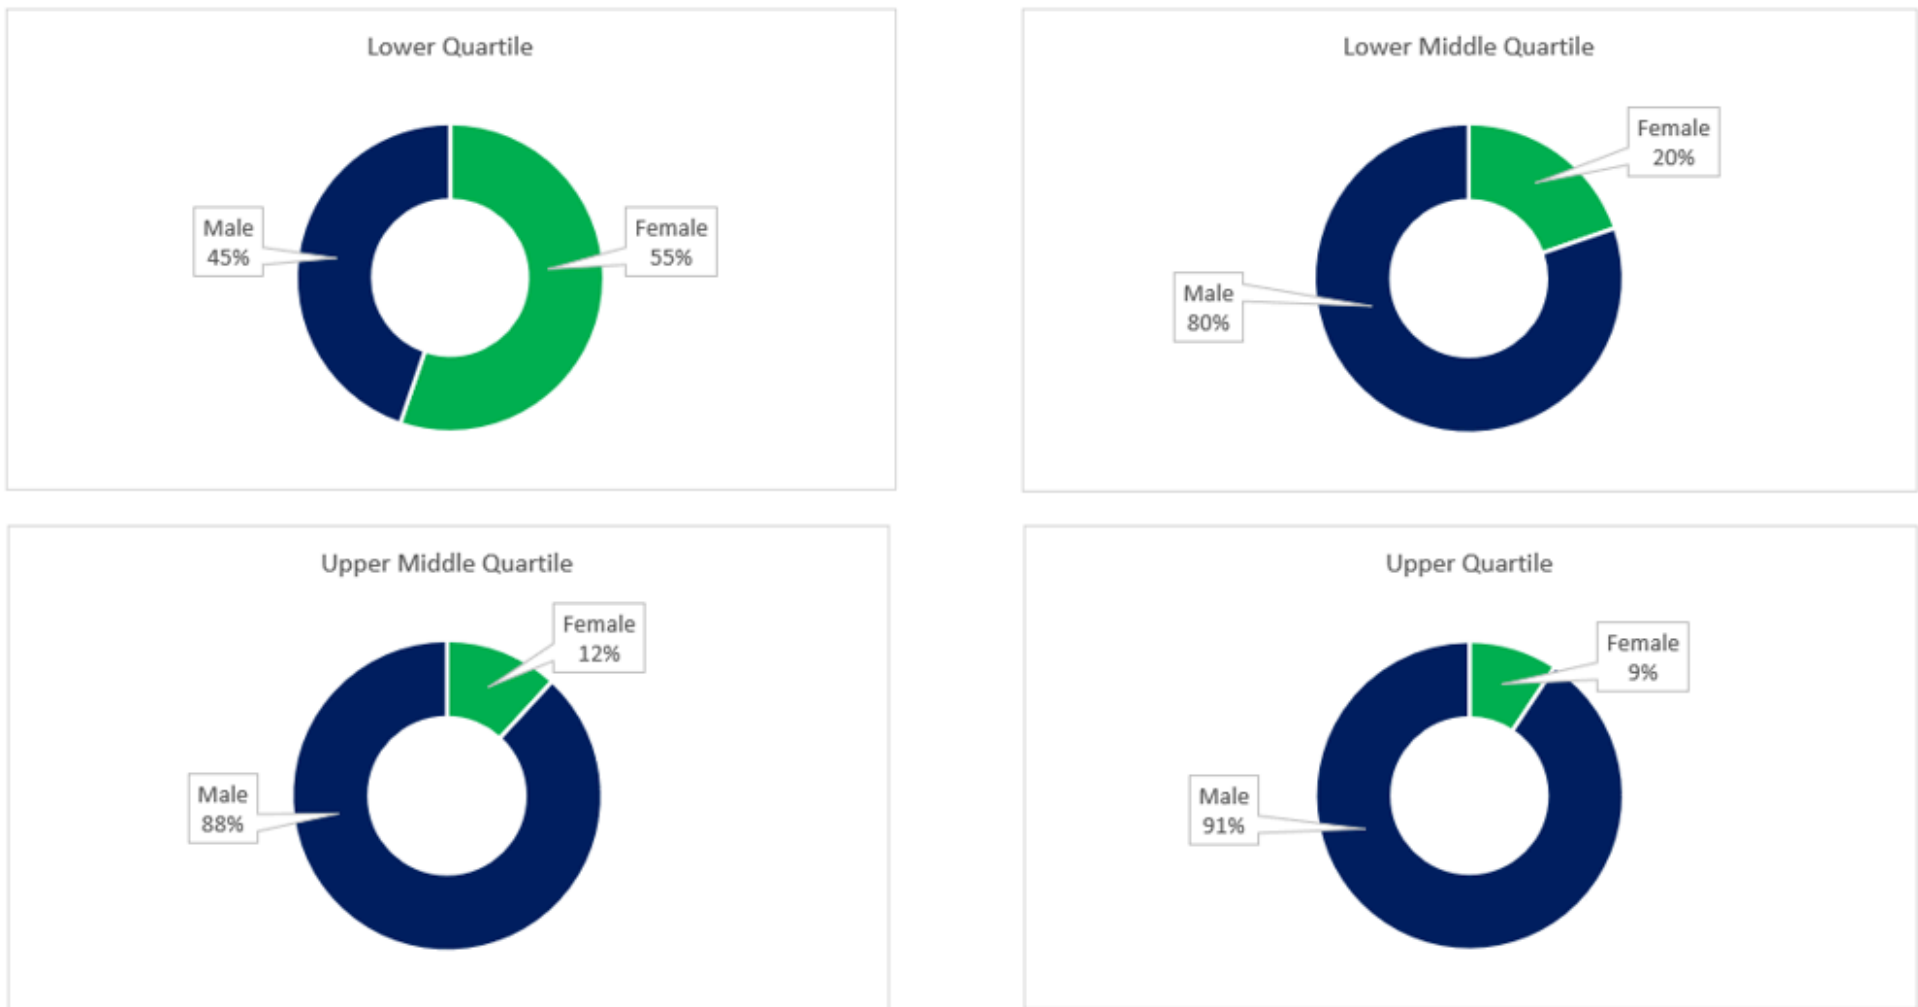 Lower Quartile
Male
45%
Female
55%
Lower Middle Quartile
Female
20%
Male
80%
Upper Middle Quartile
Female
12%
Male
88%
Upper Quartile
Female
9%
Male
91%